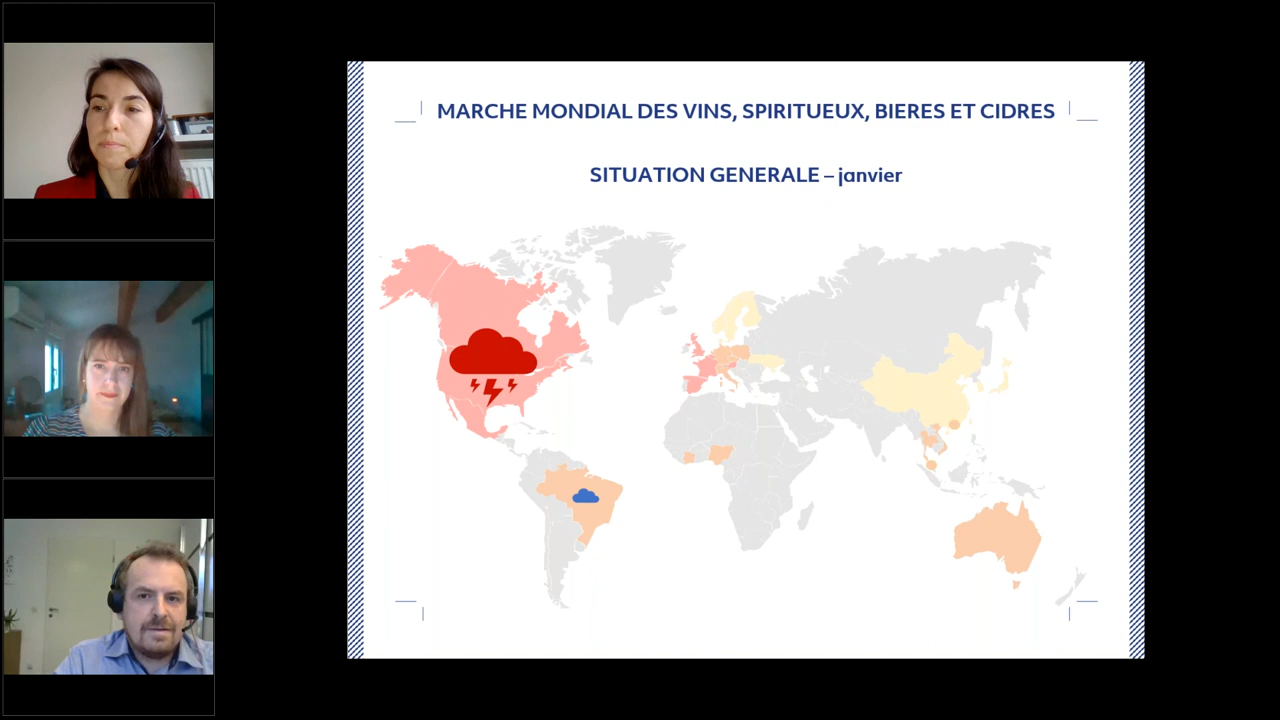 MARCHE MONDIAL DES VINS, SPIRITUEUX, BIERES ET CIDRES
SITUATION GENERALE – janvier